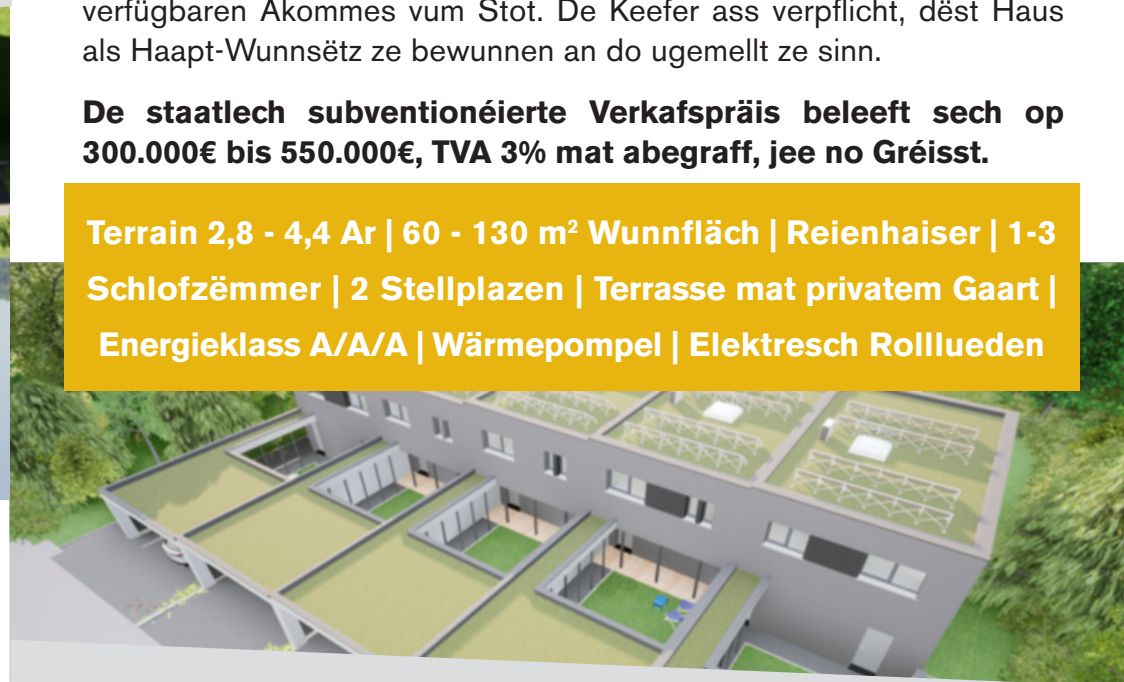 verfügbaren Akommes vum Stot. De Keefer ass verpflicht, dëst Haus
als Haapt-Wunnsëtz ze bewunnen an do ugemellt ze sinn.
De staatlech subventionéierte Verkafspräis beleeft sech op
300.000€ bis 550.000€, TVA 3% mat abegraff, jee no Gréisst.
Terrain 2,8 - 4,4 Ar | 60 - 130 m² Wunnfläch | Reienhaiser | 1-3
Schlofzëmmer | 2 Stellplazen | Terrasse mat privatem Gaart |
Energieklass A/A/A | Wärmepompel | Elektresch Rolllueden